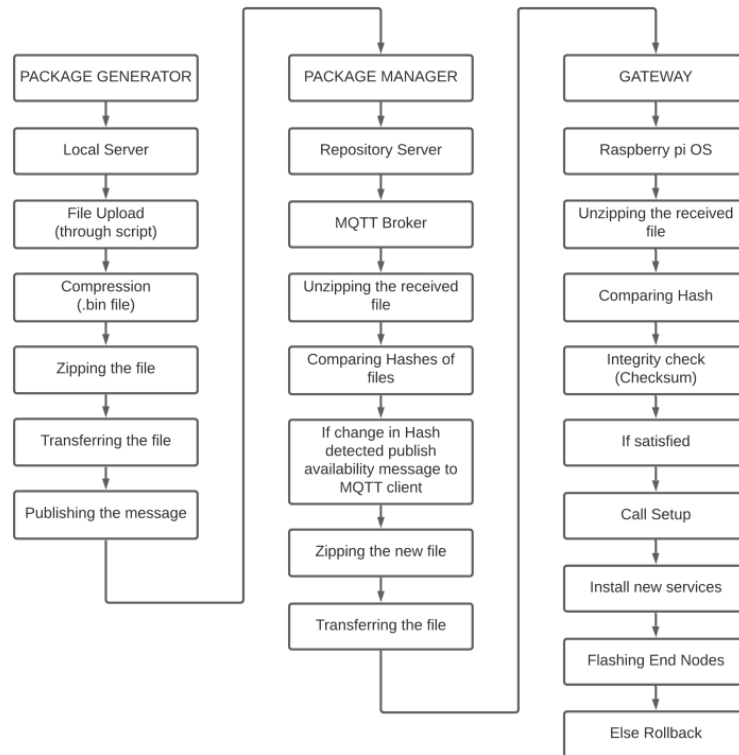 PACKAGE GENERATOR
Local Server
File Upload
(through script)
Compression
(.bin file)
Zipping the file
Transferring the file
Publishing the message
PACKAGE MANAGER
Repository Server
MQTT Broker
Unzipping the received
file
Comparing Hashes of
files
If change in Hash
detected publish
availability message to
MQTT client
Zipping the new file
Transferring the file
GATEWAY
Raspberry pi OS
Unzipping the received
file
Comparing Hash
Integrity check
(Checksum)
If satisfied
Call Setup
Install new services
Flashing End Nodes
Else Rollback